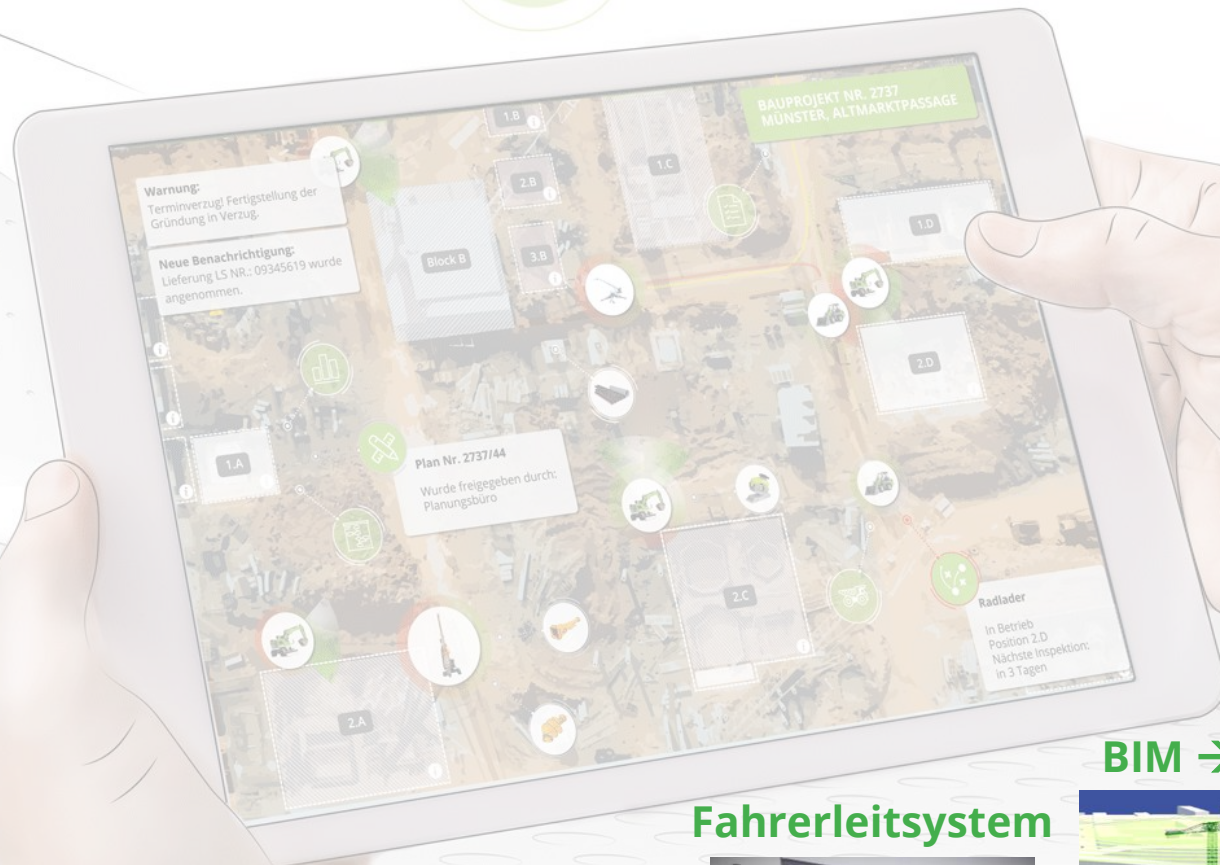 BAUPROJEKT NR. 2737
MÜNSTER, ALTMARKTPASSAGE
1.B
Warnung:
Terminverzug! Fertigstellung der
Gründung in Verzug.
2.B
1.C
Neue Benachrichtigung:
Lieferung LS NR.: 09345619 wurde
angenommen.
Block B
3.B
1.D
2.D
1.A
Plan Nr. 2737/44
Wurde freigegeben durch:
Planungsbüro
2.C
Radlader
In Betrieb
Position 2.D
Nächste Inspektion:
in 3 Tagen
2.A
BIM →
Fahrerleitsystem